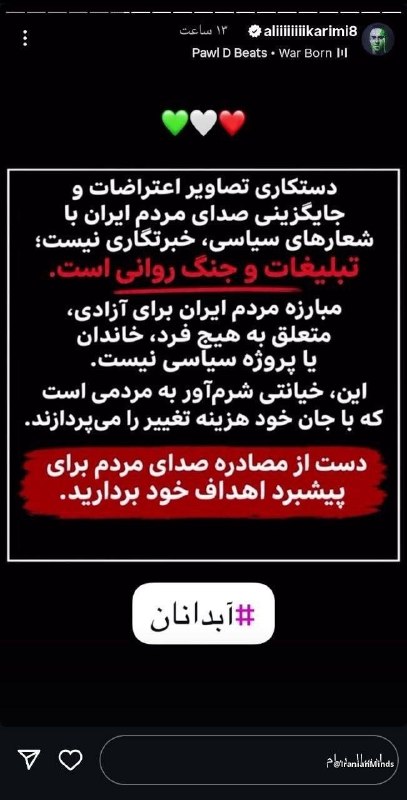 aliiiiiiiiikarimi8 ۱۳ ساعت
Pawl D Beats • War Born
دستکاری تصاویر اعتراضات و
جایگزینی صدای مردم ایران با
شعارهای سیاسی، خبرنگاری نیست؛
تبلیغات و جنگ روانی است.
مبارزه مردم ایران برای آزادی،
متعلق به هیچ فرد، خاندان
یا پروژه سیاسی نیست.
این، خیانتی شرم‌آور به مردمی است
که با جان خود هزینه تغییر را می‌پردازند.
دست از مصادره صدای مردم برای
پیشبرد اهداف خود بردارید.
#آبدانان
@IranianMinds